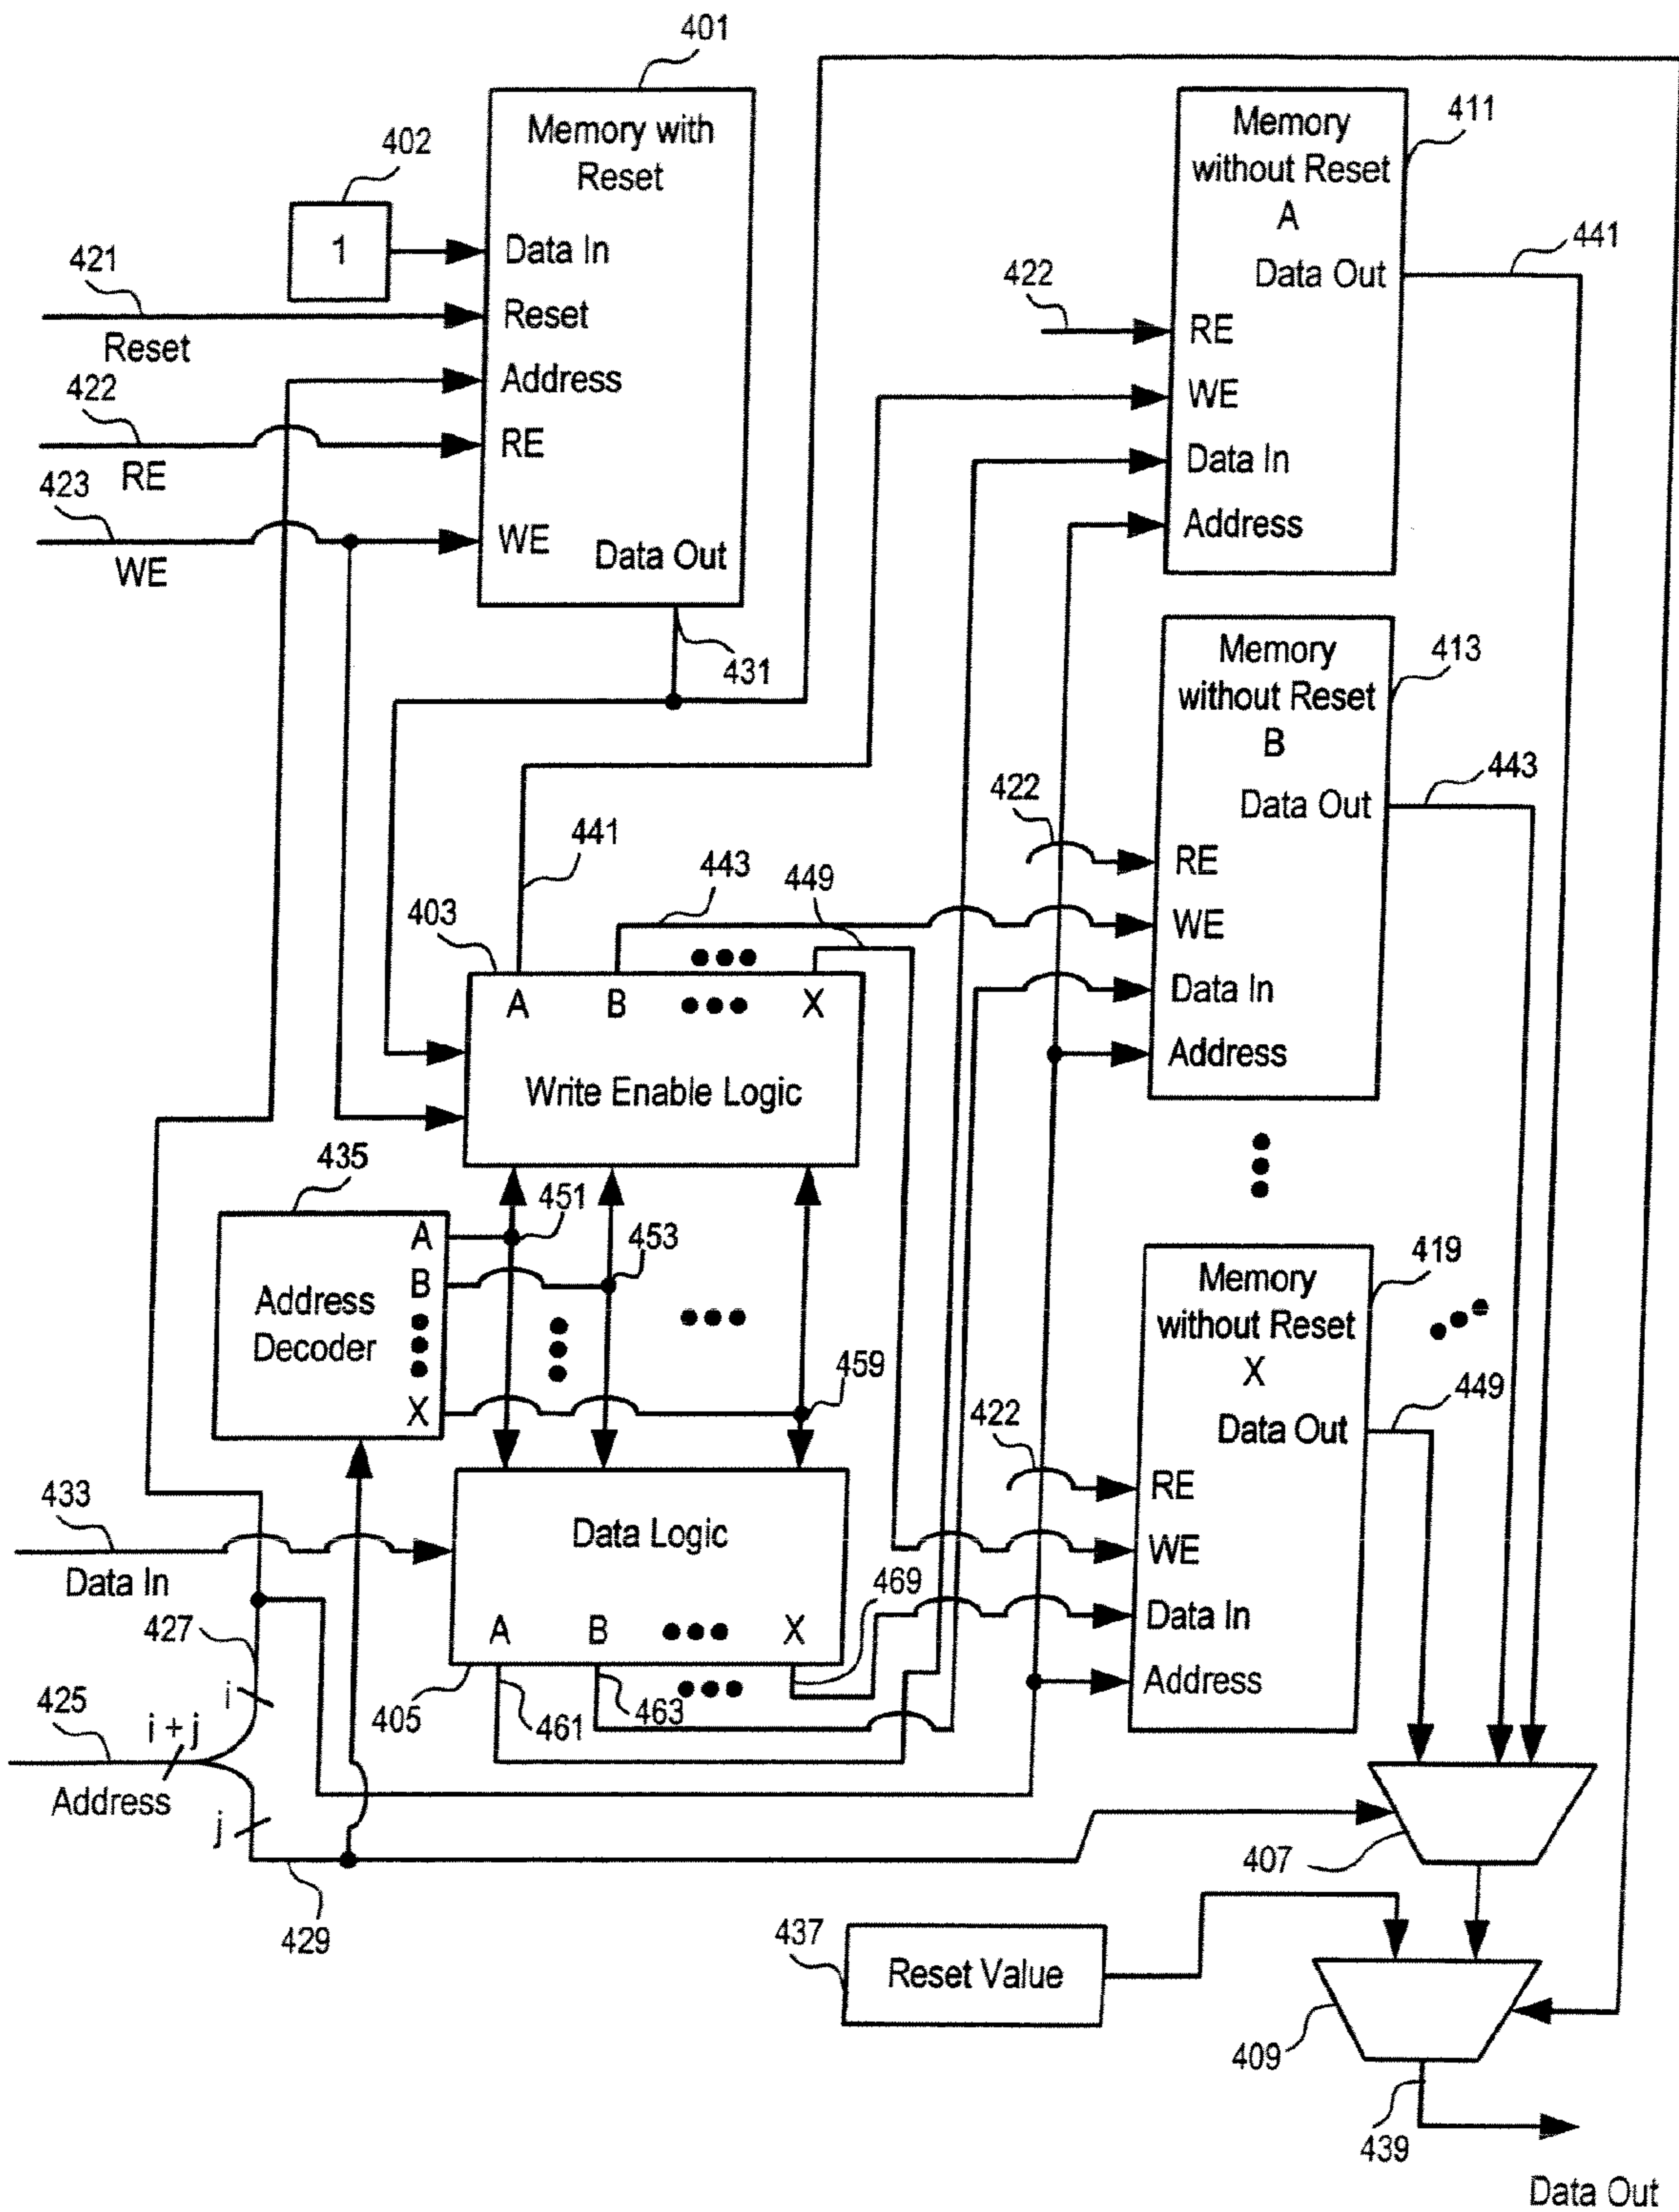 401
402
Memory with
Reset
1
Data In
421
Reset
Reset
422
Address
RE
RE
423
WE
WE
Data Out
431
Memory
without Reset
A
411
Data Out
441
422
RE
WE
Data In
Address
Memory
without Reset
B
413
Data Out
443
422
RE
WE
Data In
Address
441
443
449
403
A
B
X
Write Enable Logic
435
451
453
A
B
X
Address
Decoder
459
Memory
without Reset
X
419
Data Out
449
422
RE
WE
Data In
Address
433
Data In
Data Logic
469
A
B
X
405
461
463
427
i
425
i + j
Address
j
429
407
437
Reset Value
409
439
Data Out